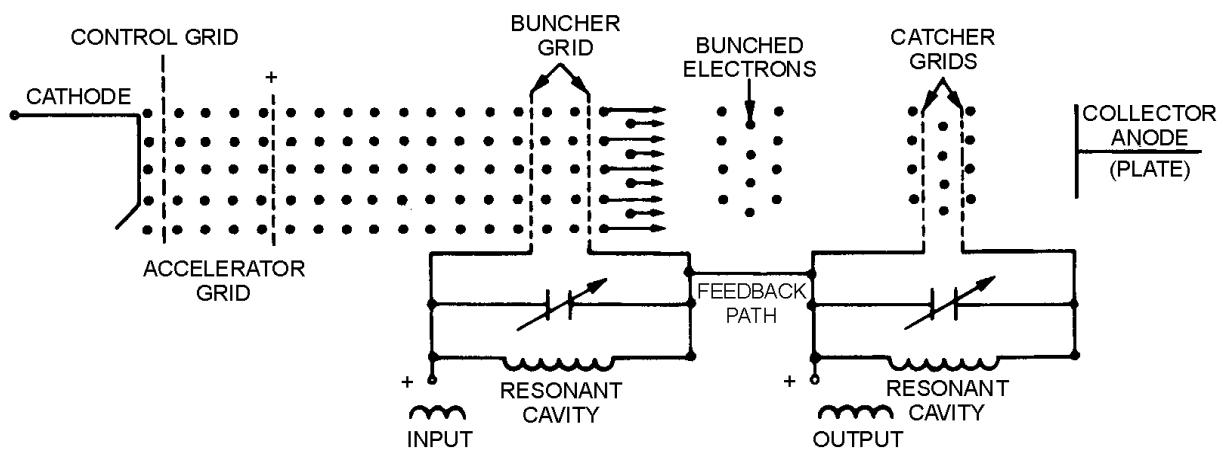 CONTROL GRID
+
CATHODE
ACCELERATOR
GRID
BUNCHER
GRID
BUNCHED
ELECTRONS
CATCHER
GRIDS
COLLECTOR
ANODE
(PLATE)
FEEDBACK
PATH
+
RESONANT
CAVITY
INPUT
+
RESONANT
CAVITY
OUTPUT